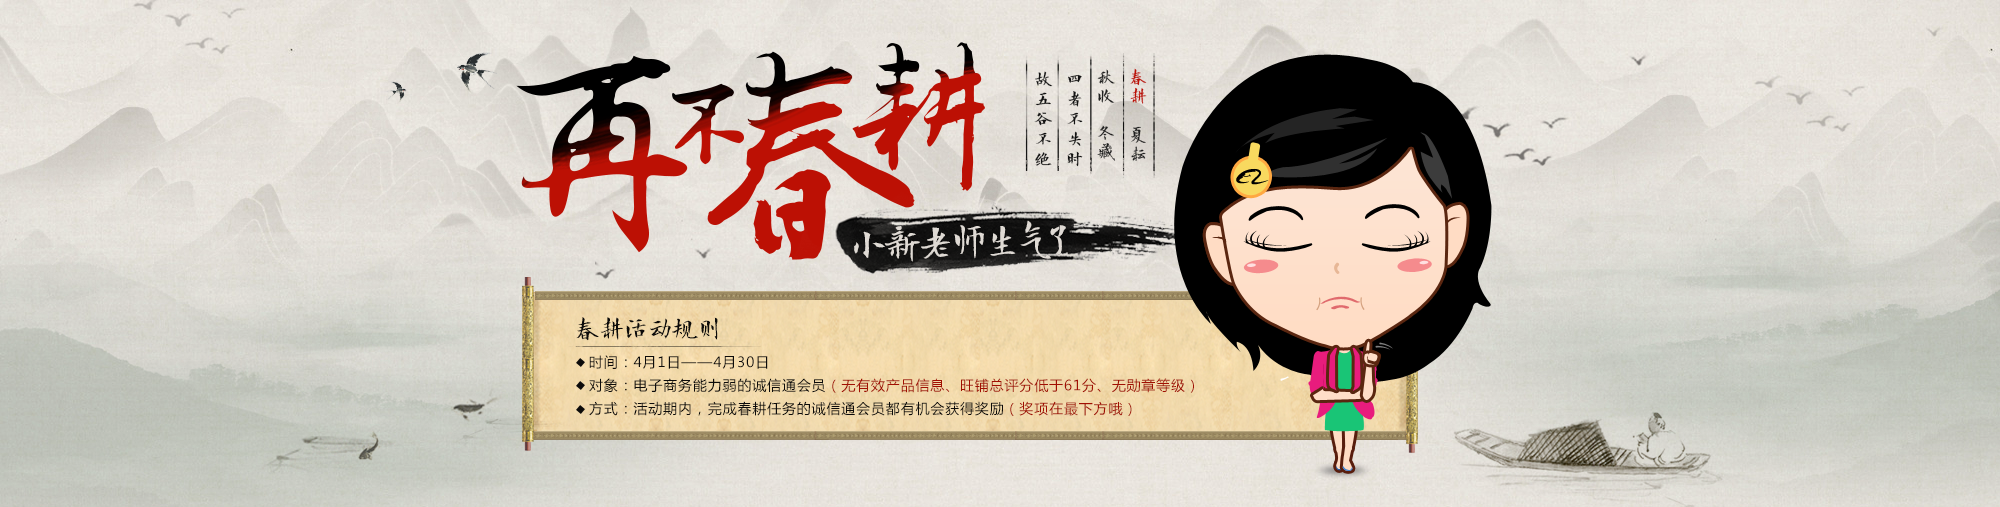 再不春耕
春耕 夏耘
秋收 冬藏
四者不失时
故五谷不绝
小新老师生气了
春耕活动规则
◆ 时间：4月1日——4月30日
◆ 对象：电子商务能力弱的诚信通会员（无有效产品信息、旺铺总评分低于61分、无勋章等级）
◆ 方式：活动期内，完成春耕任务的诚信通会员都有机会获得奖励（奖项在最下方哦）